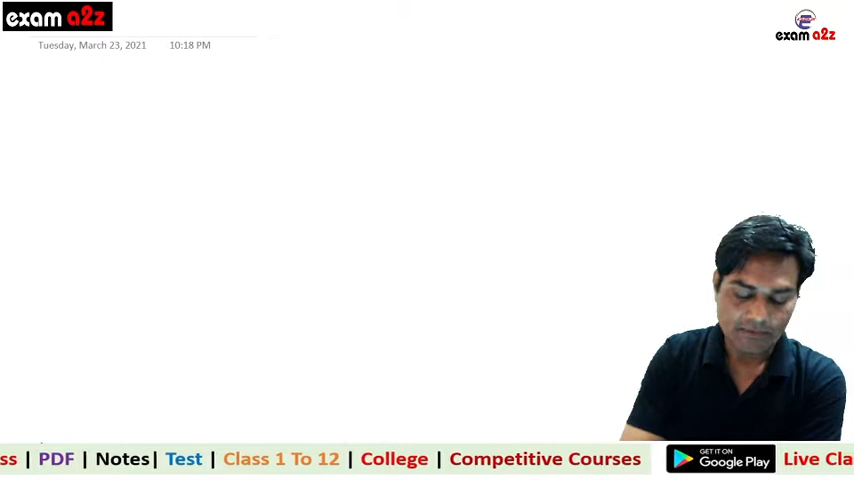 exam a2z
exam a2z
Tuesday, March 23, 2021 10:18 PM
ss | PDF | Notes| Test | Class 1 To 12 | College | Competitive Courses
GET IT ON
Google Play
Live Cla